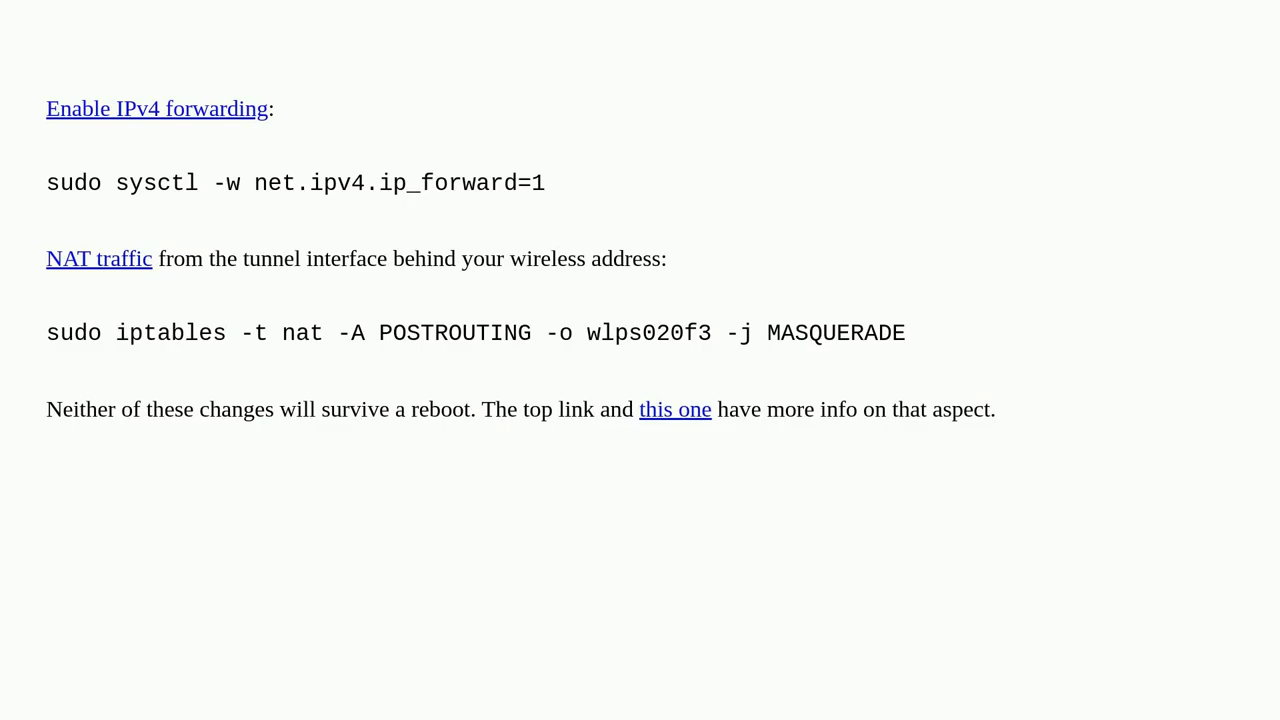 Enable IPv4 forwarding:
sudo sysctl -w net.ipv4.ip_forward=1
NAT traffic from the tunnel interface behind your wireless address:
sudo iptables -t nat -A POSTROUTING -o wlps020f3 -j MASQUERADE
Neither of these changes will survive a reboot. The top link and this one have more info on that aspect.